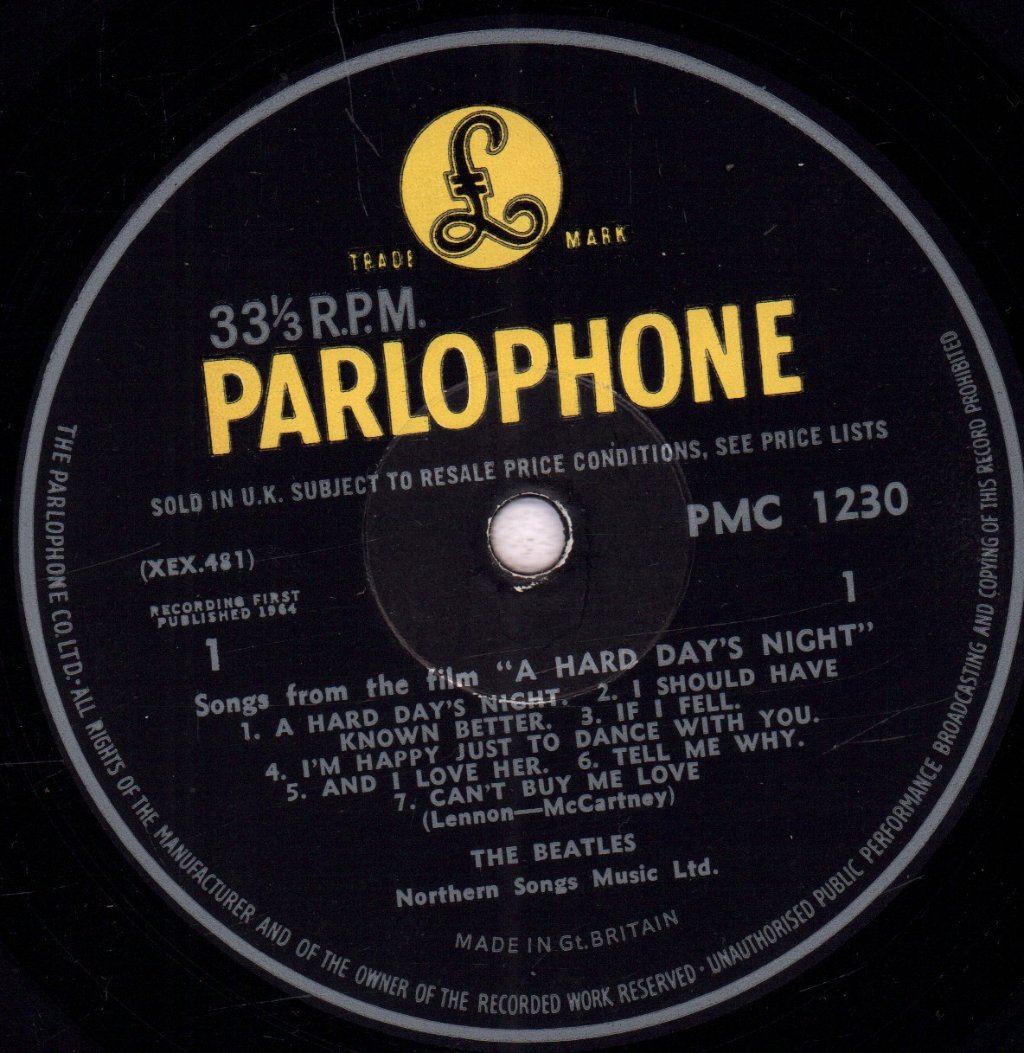 £
TRADE MARK
33⅓ R.P.M.
PARLOPHONE
SOLD IN U.K. SUBJECT TO RESALE PRICE CONDITIONS, SEE PRICE LISTS
PMC 1230
(XEX.481)
RECORDING FIRST
PUBLISHED 1964
1
1
Songs from the film "A HARD DAY'S NIGHT"
1. A HARD DAY'S NIGHT. 2. I SHOULD HAVE
KNOWN BETTER. 3. IF I FELL.
4. I'M HAPPY JUST TO DANCE WITH YOU.
5. AND I LOVE HER. 6. TELL ME WHY.
7. CAN'T BUY ME LOVE
(Lennon—McCartney)
THE BEATLES
Northern Songs Music Ltd.
MADE IN Gt. BRITAIN
THE PARLOPHONE CO. LTD. · ALL RIGHTS OF THE MANUFACTURER AND OF THE OWNER OF THE RECORDED WORK RESERVED · UNAUTHORISED PUBLIC PERFORMANCE BROADCASTING AND COPYING OF THIS RECORD PROHIBITED